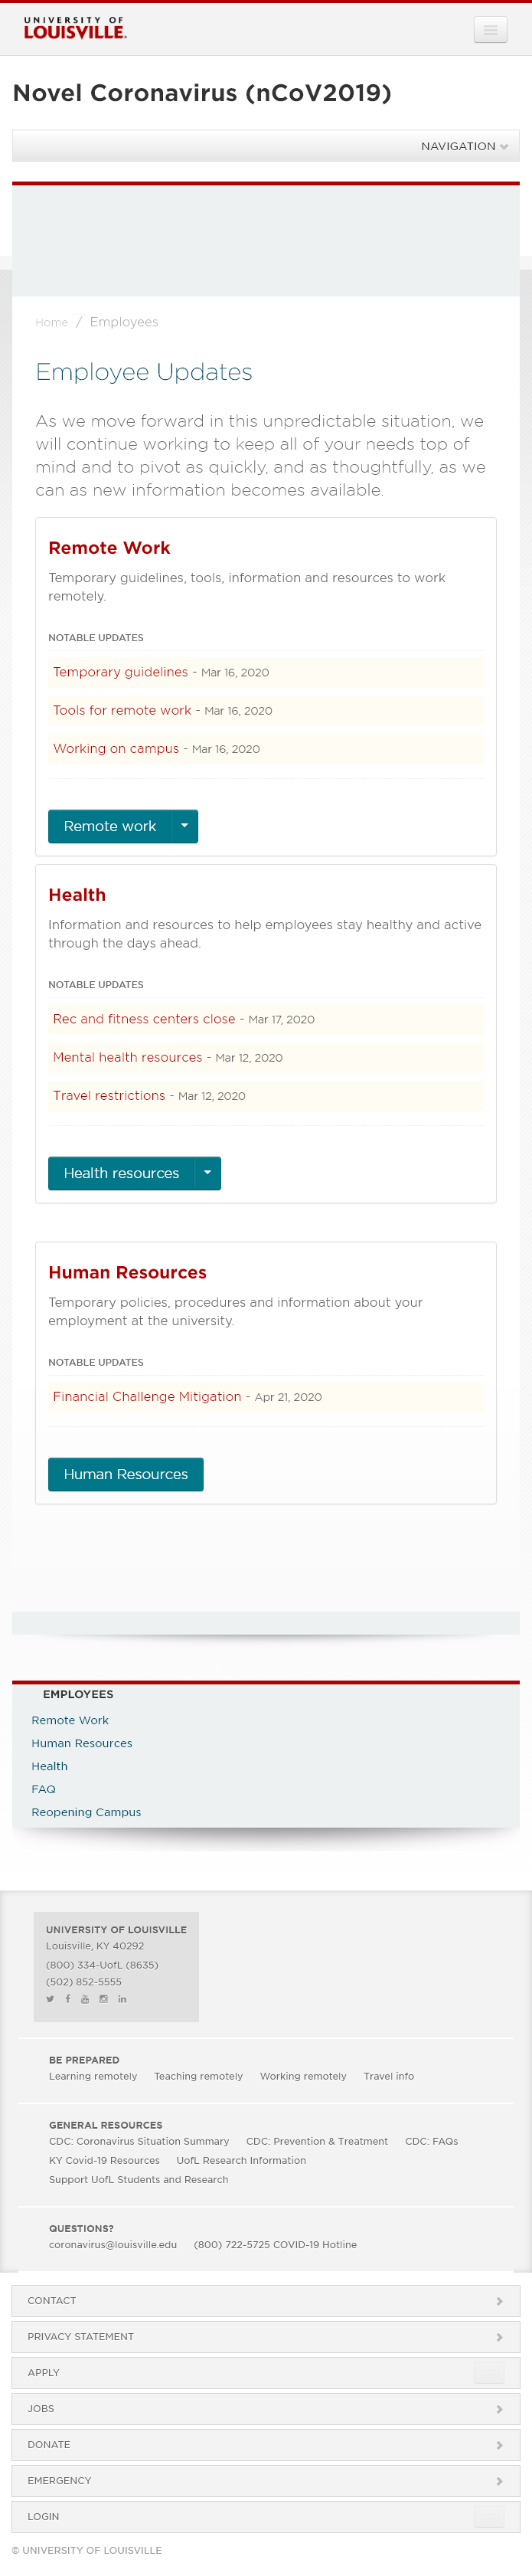 UNIVERSITY OF
LOUISVILLE.
Novel Coronavirus (nCoV2019)
NAVIGATION
Home / Employees
Employee Updates
As we move forward in this unpredictable situation, we
will continue working to keep all of your needs top of
mind and to pivot as quickly, and as thoughtfully, as we
can as new information becomes available.
Remote Work
Temporary guidelines, tools, information and resources to work
remotely.
NOTABLE UPDATES
Temporary guidelines - Mar 16, 2020
Tools for remote work - Mar 16, 2020
Working on campus - Mar 16, 2020
Remote work
Health
Information and resources to help employees stay healthy and active
through the days ahead.
NOTABLE UPDATES
Rec and fitness centers close - Mar 17, 2020
Mental health resources - Mar 12, 2020
Travel restrictions - Mar 12, 2020
Health resources
Human Resources
Temporary policies, procedures and information about your
employment at the university.
NOTABLE UPDATES
Financial Challenge Mitigation - Apr 21, 2020
Human Resources
EMPLOYEES
Remote Work
Human Resources
Health
FAQ
Reopening Campus
UNIVERSITY OF LOUISVILLE
Louisville, KY 40292
(800) 334-UofL (8635)
(502) 852-5555
BE PREPARED
Learning remotely Teaching remotely Working remotely Travel info
GENERAL RESOURCES
CDC: Coronavirus Situation Summary CDC: Prevention & Treatment CDC: FAQs
KY Covid-19 Resources UofL Research Information
Support UofL Students and Research
QUESTIONS?
coronavirus@louisville.edu (800) 722-5725 COVID-19 Hotline
CONTACT
PRIVACY STATEMENT
APPLY
JOBS
DONATE
EMERGENCY
LOGIN
© UNIVERSITY OF LOUISVILLE